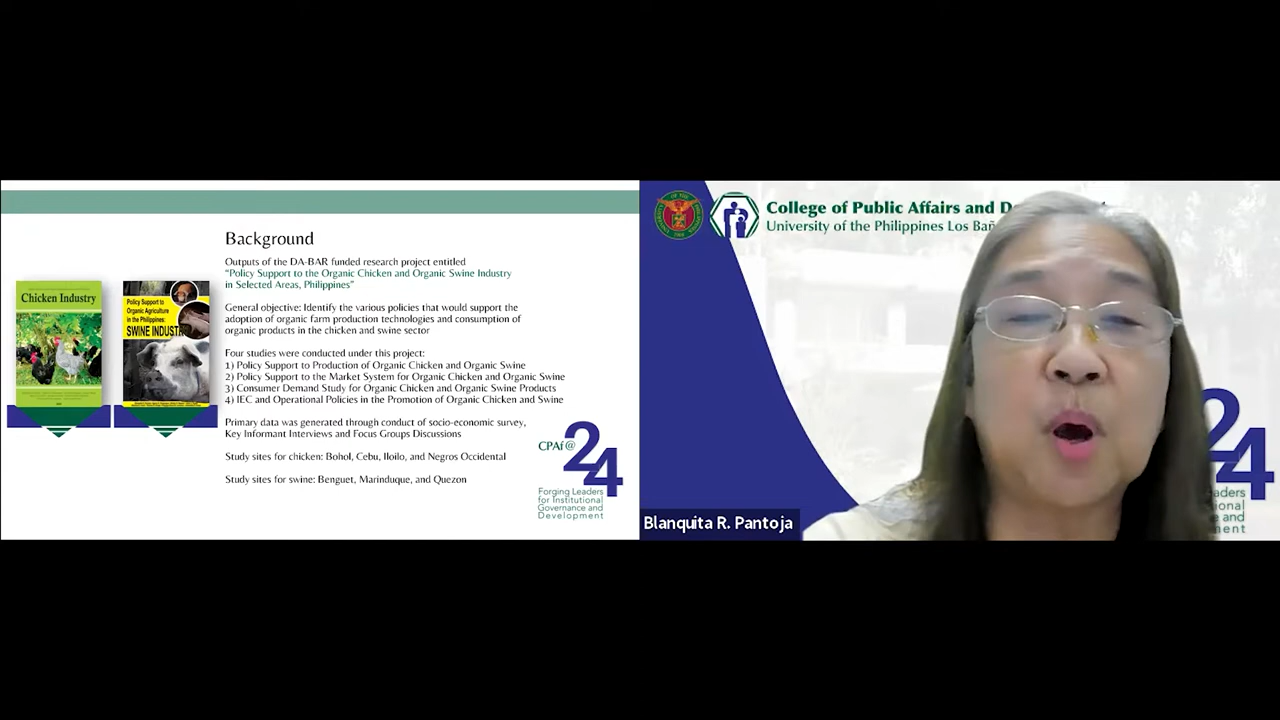 Background
Outputs of the DA-BAR funded research project entitled
“Policy Support to the Organic Chicken and Organic Swine Industry
in Selected Areas, Philippines”
General objective: Identify the various policies that would support the
adoption of organic farm production technologies and consumption of
organic products in the chicken and swine sector
Four studies were conducted under this project:
1) Policy Support to Production of Organic Chicken and Organic Swine
2) Policy Support to the Market System for Organic Chicken and Organic Swine
3) Consumer Demand Study for Organic Chicken and Organic Swine Products
4) IEC and Operational Policies in the Promotion of Organic Chicken and Swine
Primary data was generated through conduct of socio-economic survey,
Key Informant Interviews and Focus Groups Discussions
Study sites for chicken: Bohol, Cebu, Iloilo, and Negros Occidental
Study sites for swine: Benguet, Marinduque, and Quezon
Chicken Industry
Policy Support to
Organic Agriculture
in the Philippines:
SWINE
CPAf@24
Forging Leaders
for Institutional
Governance and
Development
College of Public Affairs and
University of the Philippines Los
24
Blanquita R. Pantoja